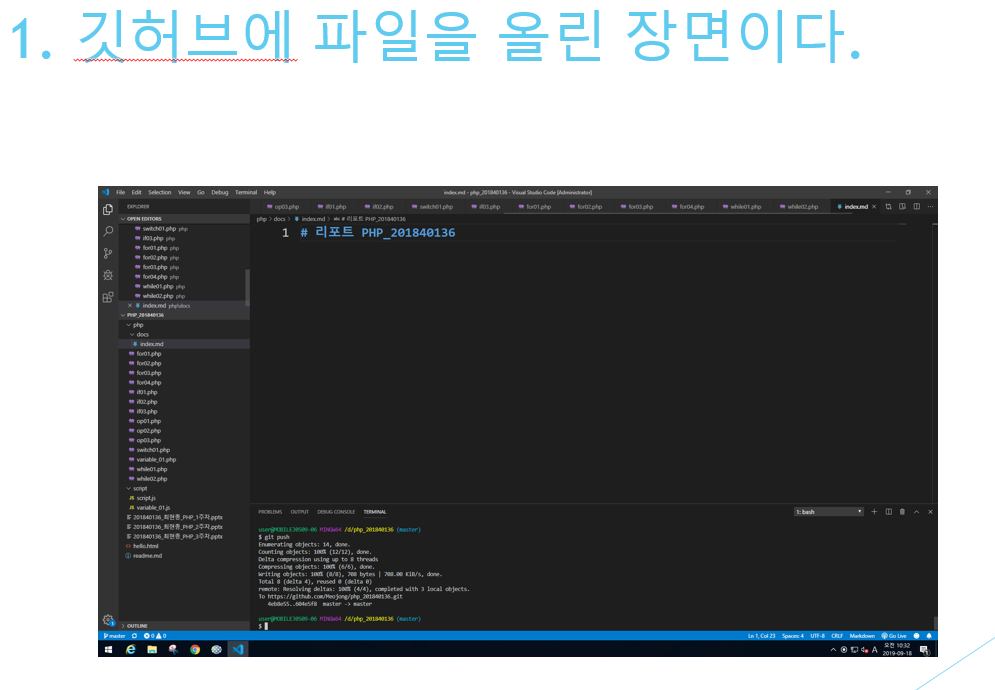 1. 깃허브에 파일을 올린 장면이다.
File Edit Selection View Go Debug Terminal Help
index.md - php_201840136 - Visual Studio Code [Administrator]
EXPLORER
op03.php if01.php if02.php switch01.php if03.php for01.php for02.php for03.php for04.php while01.php while02.php index.md
OPEN EDITORS
php > docs > index.md > # 리포트 PHP_201840136
switch01.php php
if03.php php
for01.php php
for02.php php
for03.php php
for04.php php
while01.php php
while02.php php
index.md php\docs
PHP_201840136
php
docs
index.md
for01.php
for02.php
for03.php
for04.php
if01.php
if02.php
if03.php
op01.php
op02.php
op03.php
switch01.php
variable_01.php
while01.php
while02.php
script
JS script.js
JS variable_01.js
201840136_최현종_PHP_1주차.pptx
201840136_최현종_PHP_2주차.pptx
201840136_최현종_PHP_3주차.pptx
hello.html
readme.md
OUTLINE
1 # 리포트 PHP_201840136
PROBLEMS OUTPUT DEBUG CONSOLE TERMINAL
1: bash
user@MOBILE30509-06 MINGW64 /d/php_201840136 (master)
$ git push
Enumerating objects: 14, done.
Counting objects: 100% (12/12), done.
Delta compression using up to 8 threads
Compressing objects: 100% (6/6), done.
Writing objects: 100% (8/8), 708 bytes | 708.00 KiB/s, done.
Total 8 (delta 4), reused 0 (delta 0)
remote: Resolving deltas: 100% (4/4), completed with 3 local objects.
To https://github.com/Meojong/php_201840136.git
4eb8e55..604e5f8 master -> master
user@MOBILE30509-06 MINGW64 /d/php_201840136 (master)
$
master 0 0
Ln 1, Col 23 Spaces: 4 UTF-8 CRLF Markdown Go Live
A
오전 10:32
2019-09-18